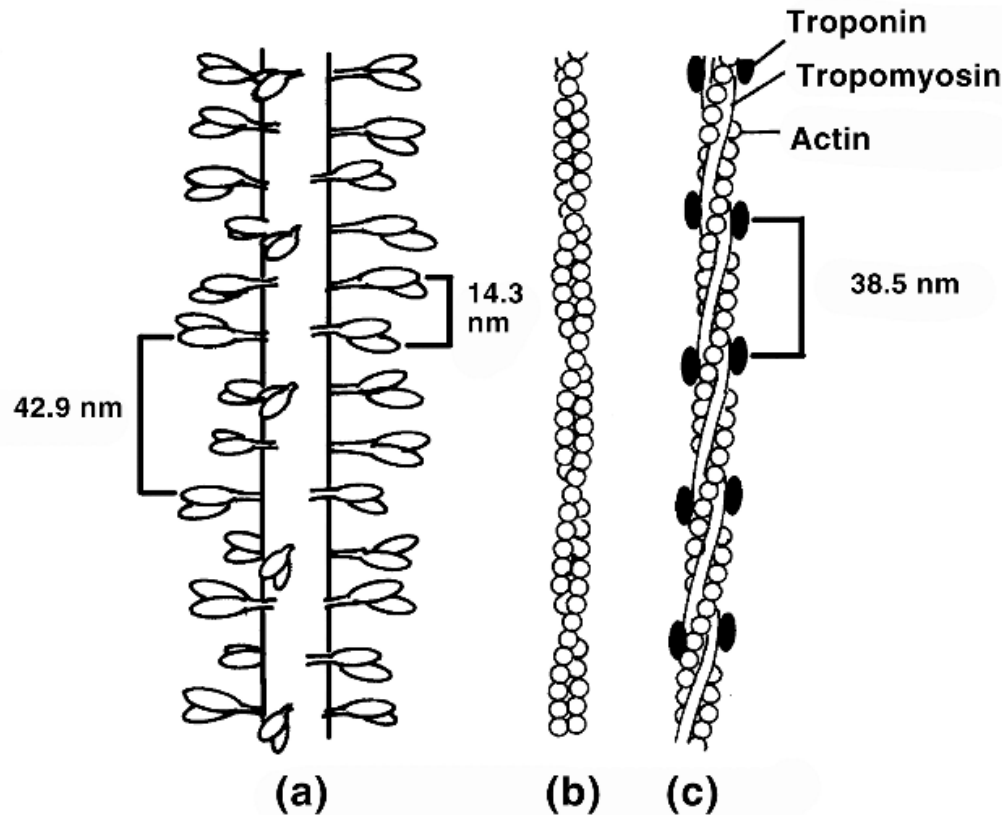 Troponin
Tropomyosin
Actin
14.3
nm
38.5 nm
42.9 nm
(a)
(b)
(c)